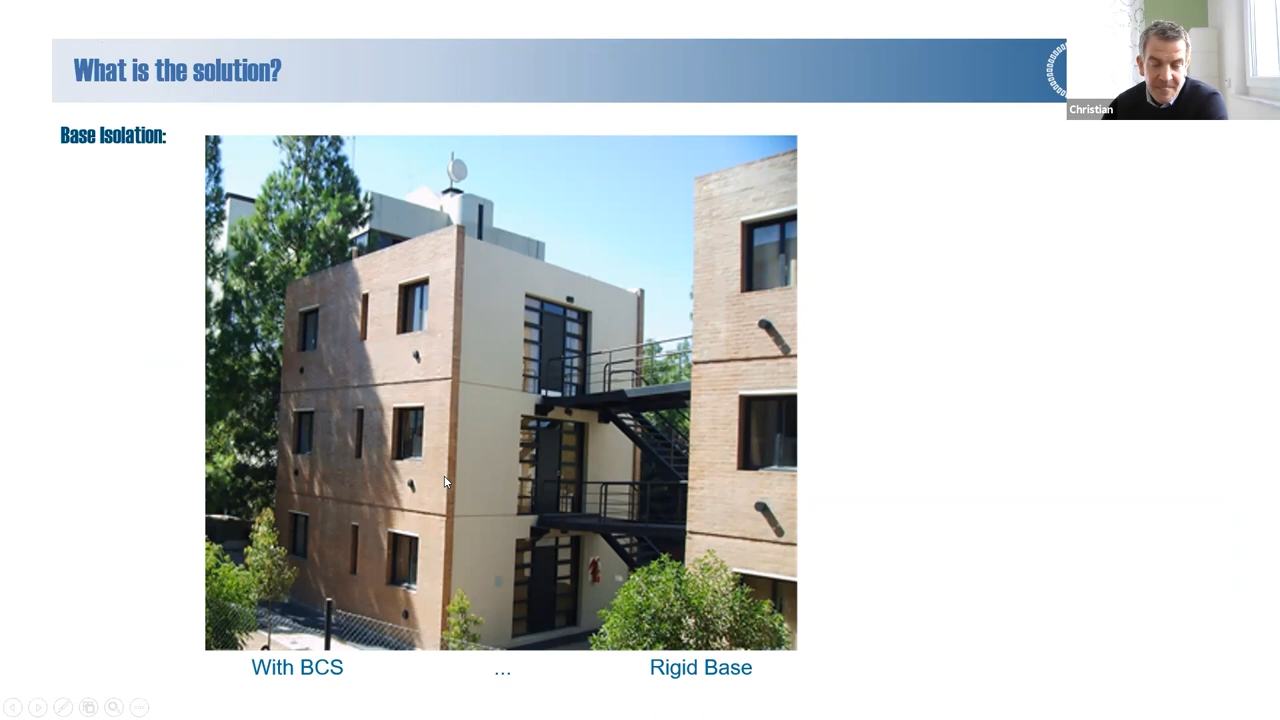 What is the solution?
Christian
Base Isolation:
With BCS ... Rigid Base